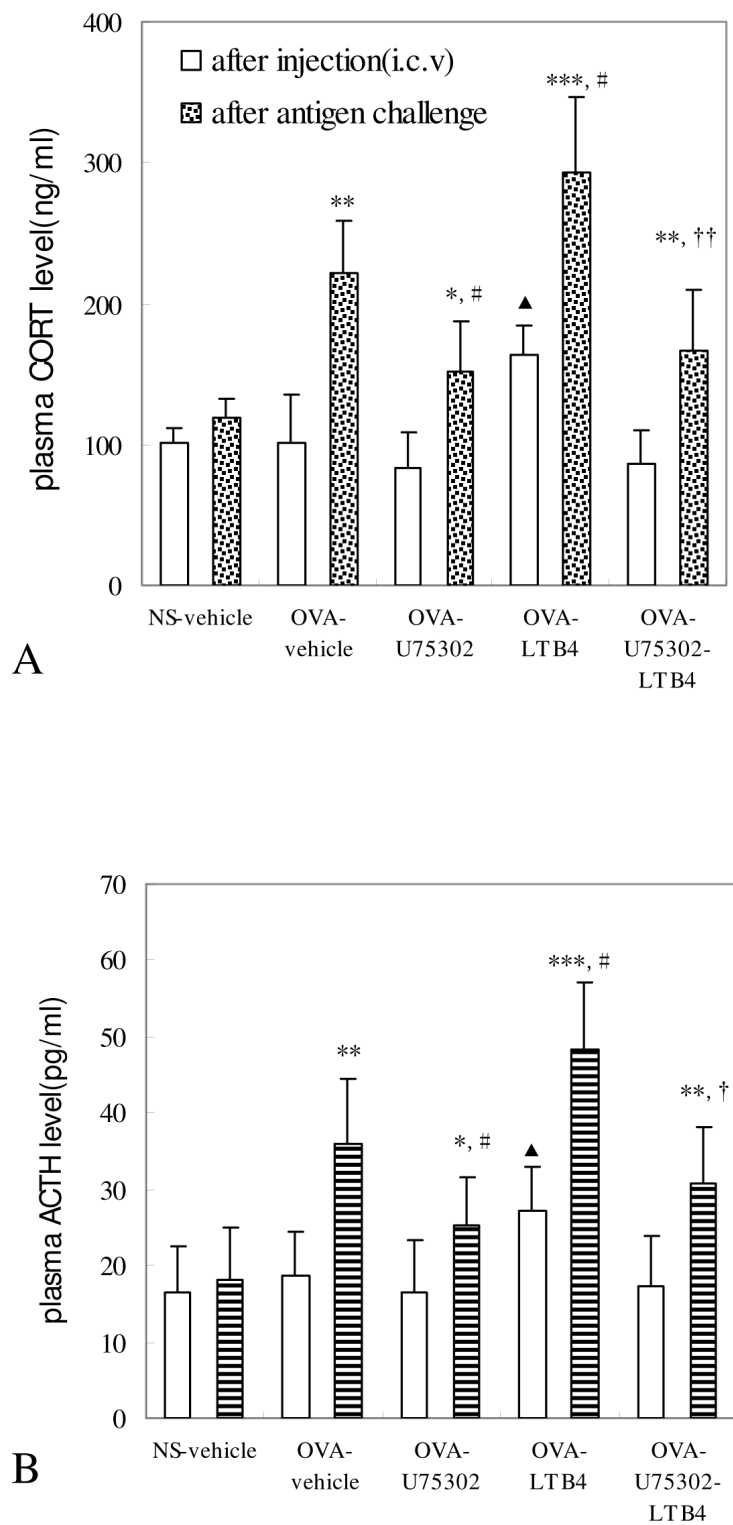 400
after injection(i.c.v)
***, #
after antigen challenge
300
**
**, ††
*, #
▲
200
100
0
plasma CORT level(ng/ml)
NS-vehicle
OVA-
vehicle
OVA-
U75302
OVA-
LTB4
OVA-
U75302-
LTB4
A
70
60
***, #
50
**
40
**, †
*, #
▲
30
20
10
0
plasma ACTH level(pg/ml)
NS-vehicle
OVA-
vehicle
OVA-
U75302
OVA-
LTB4
OVA-
U75302-
LTB4
B